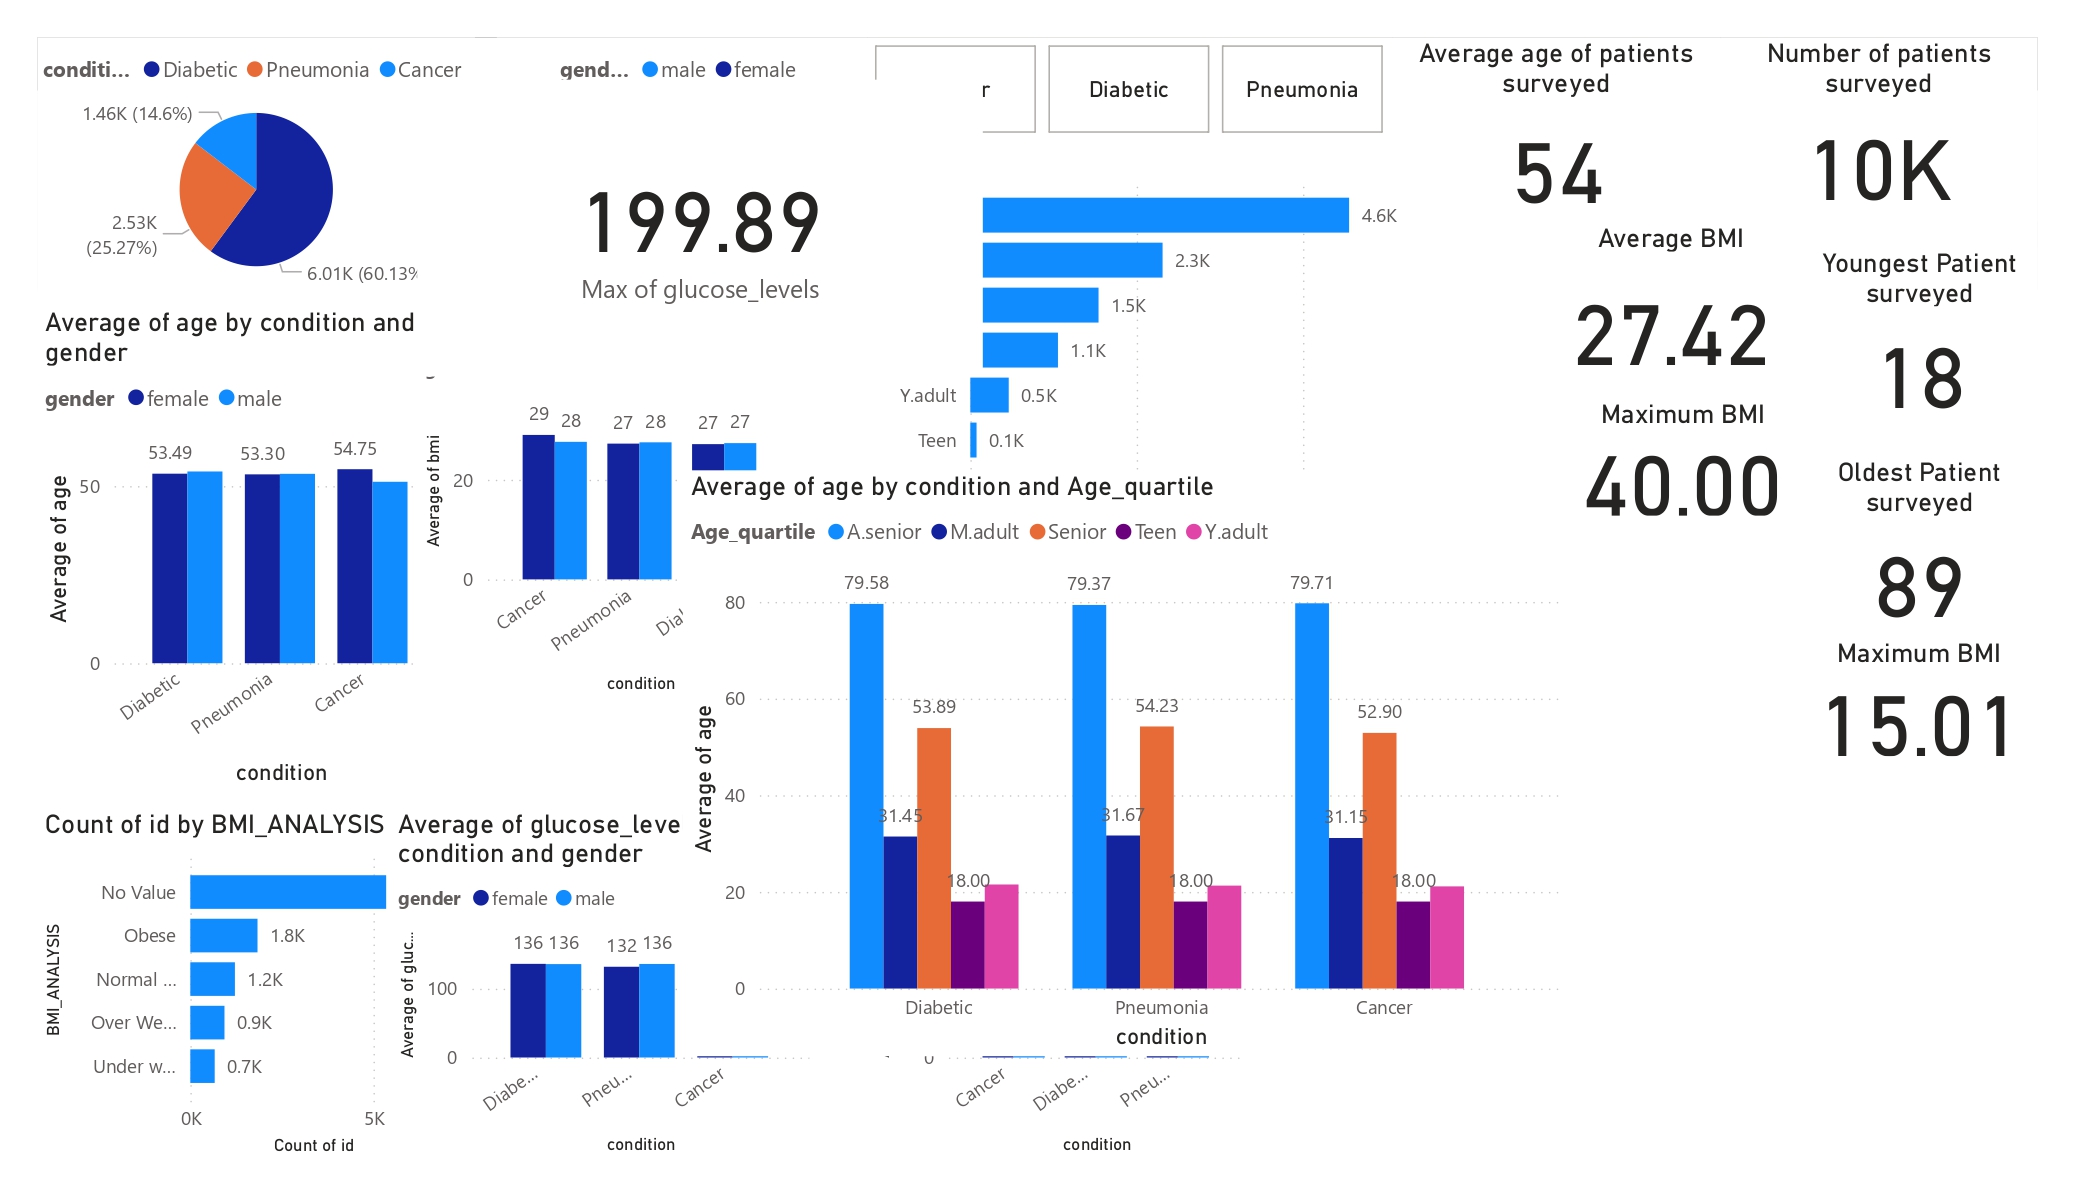 conditi... Diabetic Pneumonia Cancer
1.46K (14.6%)
2.53K
(25.27%)
6.01K (60.13%
gend... male female
199.89
Max of glucose_levels
r
Diabetic
Pneumonia
4.6K
2.3K
1.5K
1.1K
Y.adult 0.5K
Teen 0.1K
Average age of patients
surveyed
54
Number of patients
surveyed
10K
Average BMI
27.42
Youngest Patient
surveyed
18
Maximum BMI
40.00
Oldest Patient
surveyed
89
Maximum BMI
15.01
Average of age by condition and
gender
gender female male
53.49 53.30 54.75
Average of age
50
0
Diabetic Pneumonia Cancer
condition
29 28 27 28 27 27
Average of bmi
20
0
Cancer Pneumonia Dia
condition
Average of age by condition and Age_quartile
Age_quartile A.senior M.adult Senior Teen Y.adult
Average of age
80
60
40
20
0
79.58 31.45 53.89 18.00
79.37 31.67 54.23 18.00
79.71 31.15 52.90 18.00
Diabetic Pneumonia Cancer
condition
Count of id by BMI_ANALYSIS
BMI_ANALYSIS
No Value
Obese 1.8K
Normal ... 1.2K
Over We... 0.9K
Under w... 0.7K
0K 5K
Count of id
Average of glucose_leve
condition and gender
gender female male
Average of gluc...
136 136 132 136
100
0
Diabe... Pneu... Cancer
condition
0
Cancer Diabe... Pneu...
condition